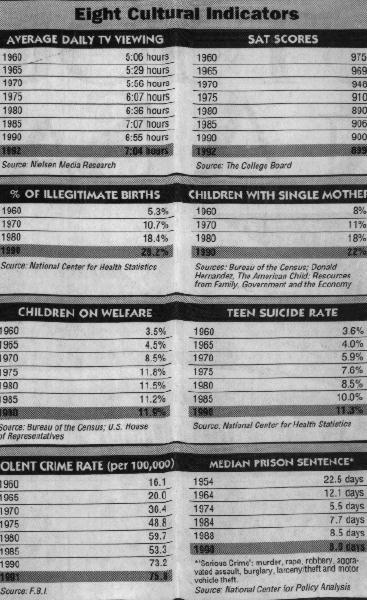 Eight Cultural Indicators
AVERAGE DAILY TV VIEWING
1960 5:06 hours
1965 5:29 hours
1970 5:56 hours
1975 6:07 hours
1980 6:36 hours
1985 7:07 hours
1990 6:55 hours
1992 7:04 hours
Source: Nielsen Media Research
SAT SCORES
1960 975
1965 969
1970 948
1975 910
1980 890
1985 906
1990 900
1992 899
Source: The College Board
% OF ILLEGITIMATE BIRTHS
1960 5.3%
1970 10.7%
1980 18.4%
1990 26.2%
Source: National Center for Health Statistics
CHILDREN WITH SINGLE MOTHE
1960 8%
1970 11%
1980 18%
1990 22%
Sources: Bureau of the Census; Donald
Hernandez, The American Child: Resources
from Family, Government and the Economy
CHILDREN ON WELFARE
1960 3.5%
1965 4.5%
1970 8.5%
1975 11.8%
1980 11.5%
1985 11.2%
1990 11.9%
Source: Bureau of the Census; U.S. House
of Representatives
TEEN SUICIDE RATE
1960 3.6%
1965 4.0%
1970 5.9%
1975 7.6%
1980 8.5%
1985 10.0%
1990 11.3%
Source: National Center for Health Statistics
OLENT CRIME RATE (per 100,000)
1960 16.1
1965 20.0
1970 36.4
1975 48.8
1980 59.7
1985 53.3
1990 73.2
1991 75.8
Source: F.B.I.
MEDIAN PRISON SENTENCE*
1954 22.5 days
1964 12.1 days
1974 5.5 days
1984 7.7 days
1988 8.5 days
1990 8.0 days
*'Serious Crime': murder, rape, robbery, aggra-
vated assault, burglary, larceny/theft and motor
vehicle theft.
Source: National Center for Policy Analysis